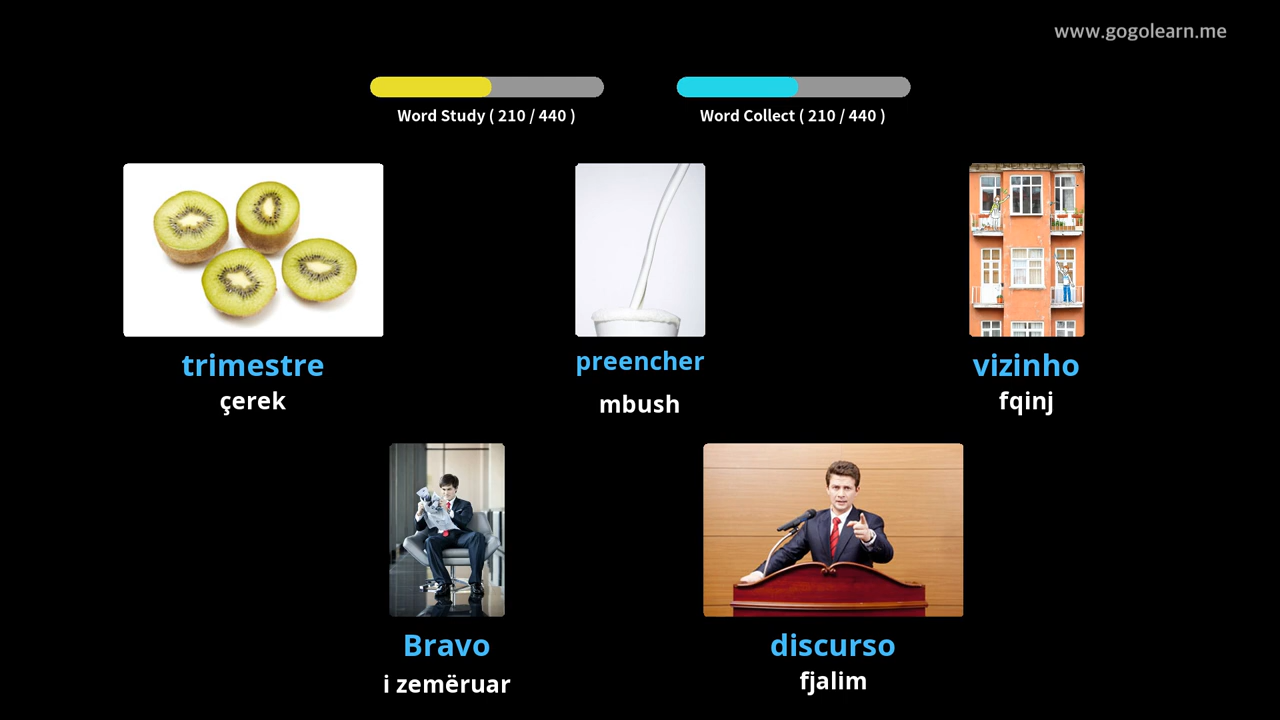 www.gogolearn.me
Word Study ( 210 / 440 )
Word Collect ( 210 / 440 )
trimestre
çerek
preencher
mbush
vizinho
fqinj
Bravo
i zemëruar
discurso
fjalim